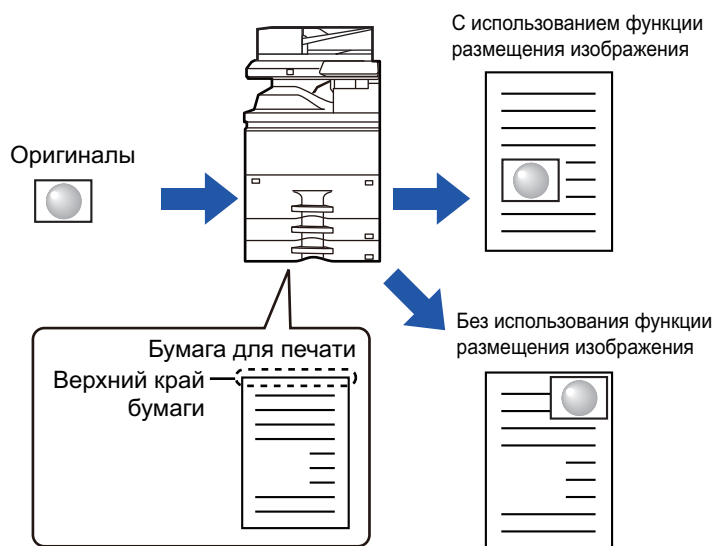 С использованием функции
размещения изображения
Оригиналы
Без использования функции
размещения изображения
Бумага для печати
Верхний край
бумаги